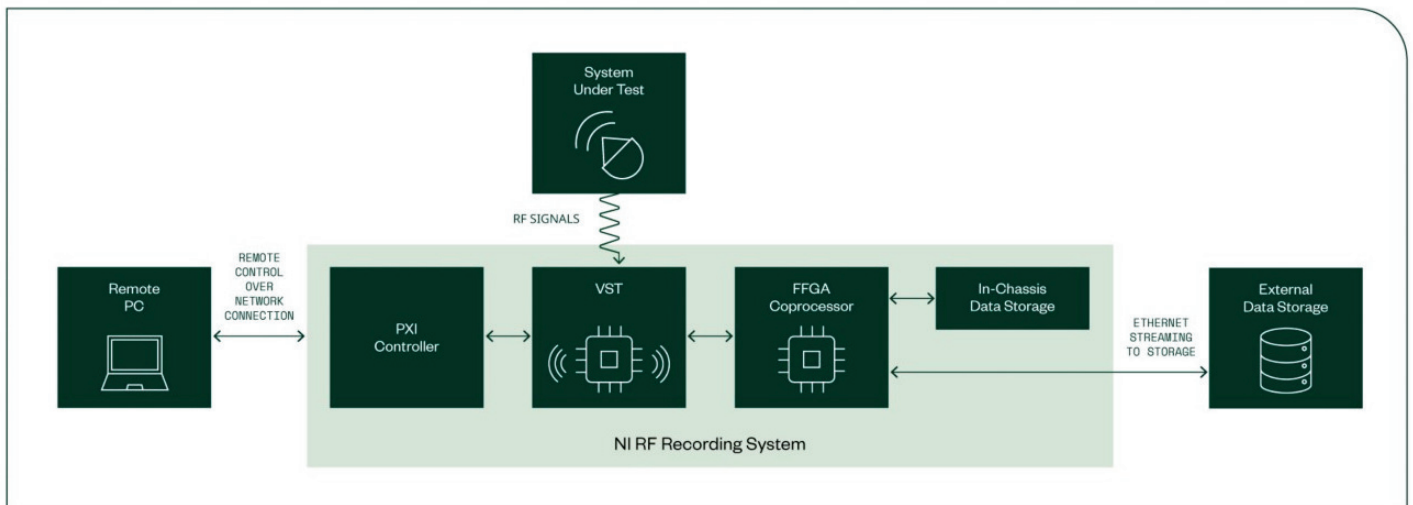 System
Under Test
RF SIGNALS
REMOTE
CONTROL
OVER
NETWORK
CONNECTION
Remote
PC
PXI
Controller
VST
FFGA
Coprocessor
In-Chassis
Data Storage
ETHERNET
STREAMING
TO STORAGE
External
Data Storage
NI RF Recording System